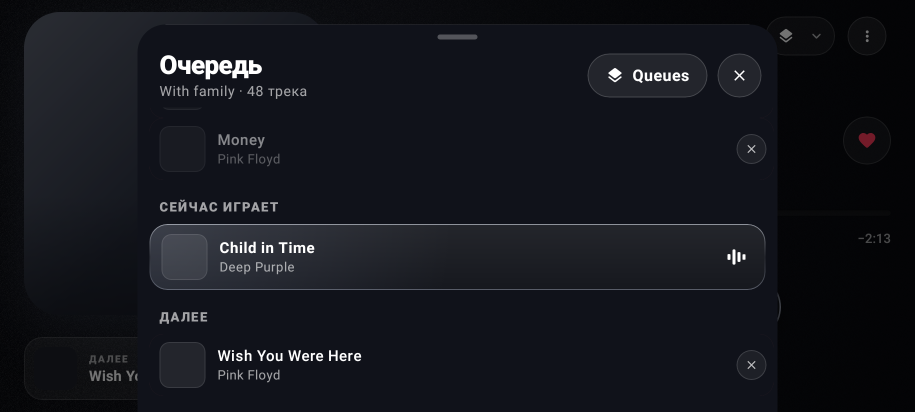 Очередь
With family · 48 трека
Queues
Money
Pink Floyd
СЕЙЧАС ИГРАЕТ
Child in Time
Deep Purple
−2:13
ДАЛЕЕ
Wish You Were Here
Pink Floyd
ДАЛЕЕ
Wish